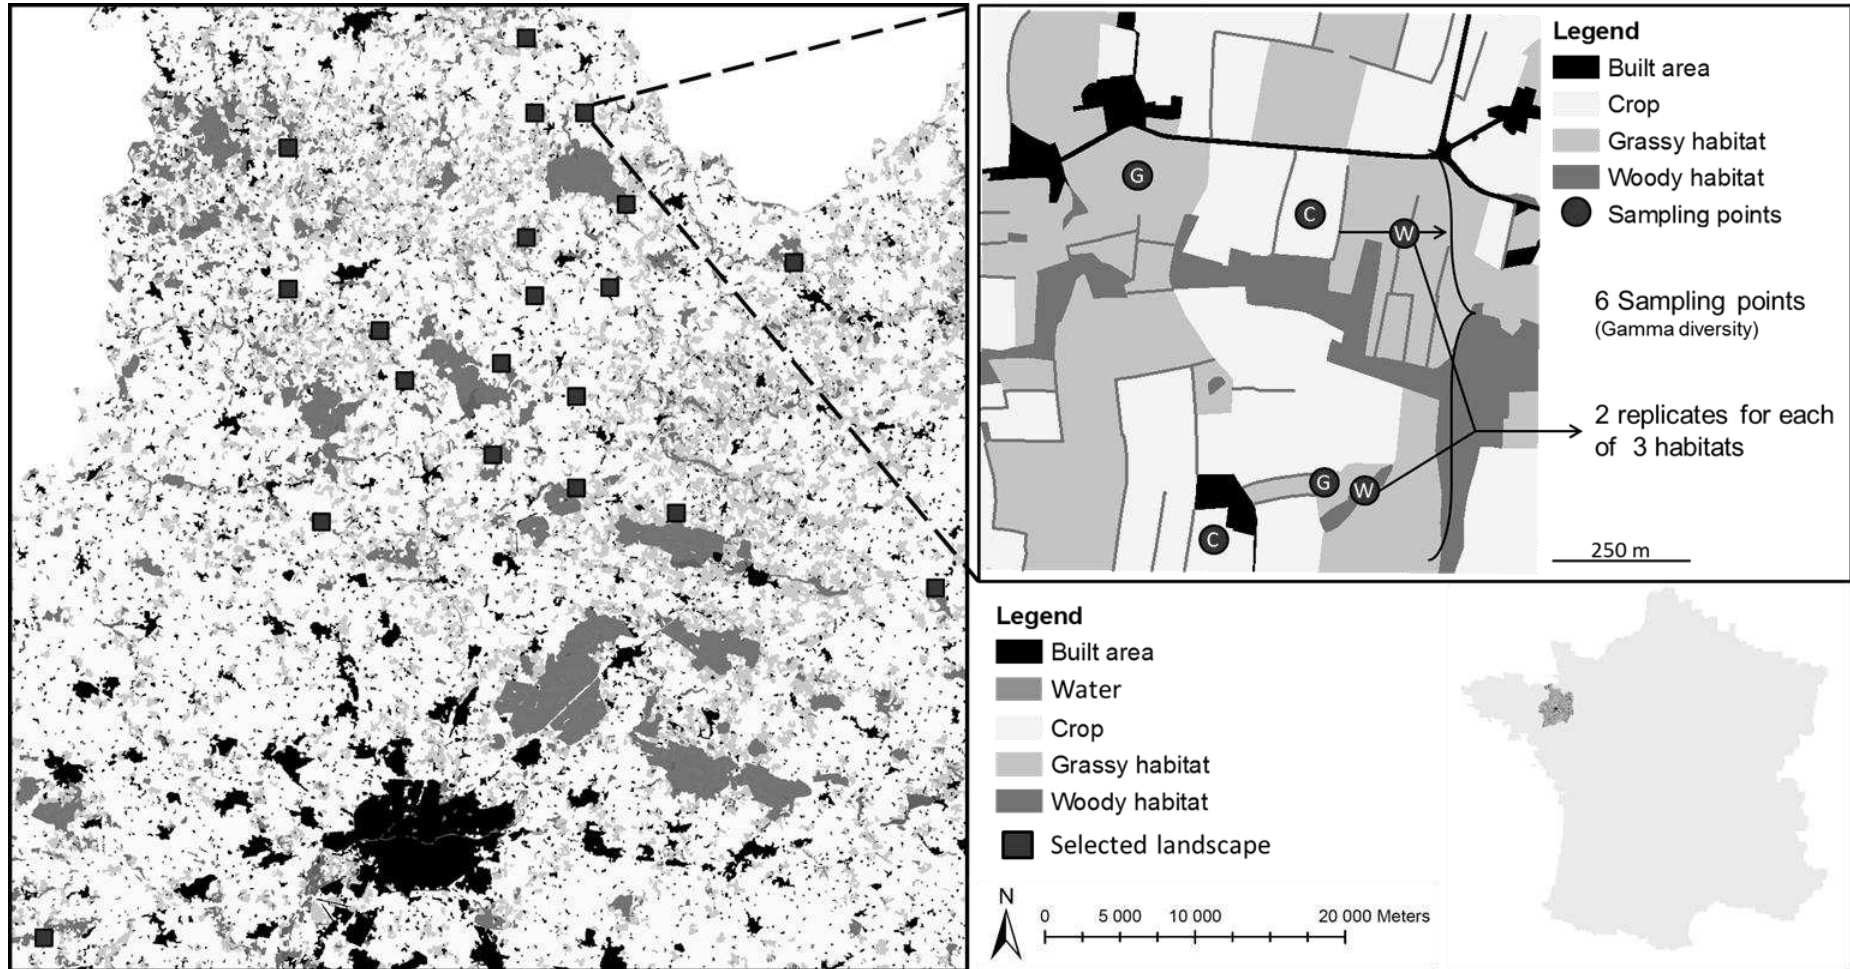 Legend
Built area
Crop
Grassy habitat
Woody habitat
Sampling points
G
C
W
6 Sampling points
(Gamma diversity)
2 replicates for each
of 3 habitats
G
W
C
250 m
Legend
Built area
Water
Crop
Grassy habitat
Woody habitat
Selected landscape
N
0 5 000 10 000 20 000 Meters